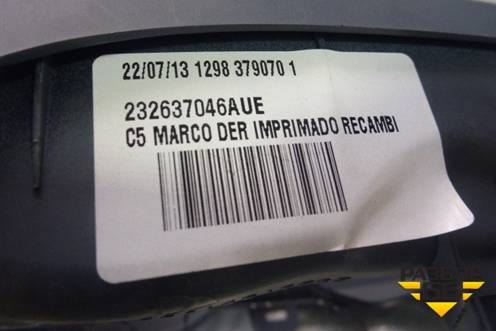 22/07/13 1298 379070 1
232637046AUE
C5 MARCO DER IMPRIMADO RECAMBI